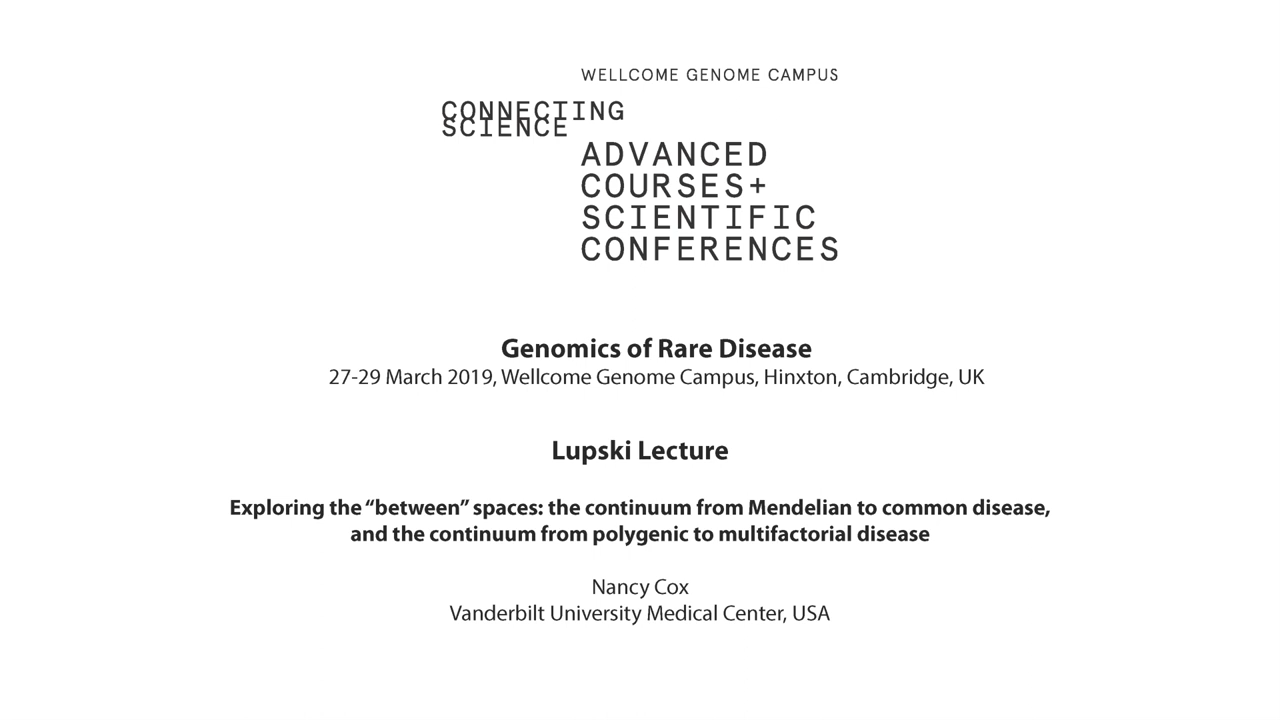 WELLCOME GENOME CAMPUS
CONNECTING
SCIENCE
ADVANCED
COURSES+
SCIENTIFIC
CONFERENCES
Genomics of Rare Disease
27-29 March 2019, Wellcome Genome Campus, Hinxton, Cambridge, UK
Lupski Lecture
Exploring the “between” spaces: the continuum from Mendelian to common disease,
and the continuum from polygenic to multifactorial disease
Nancy Cox
Vanderbilt University Medical Center, USA